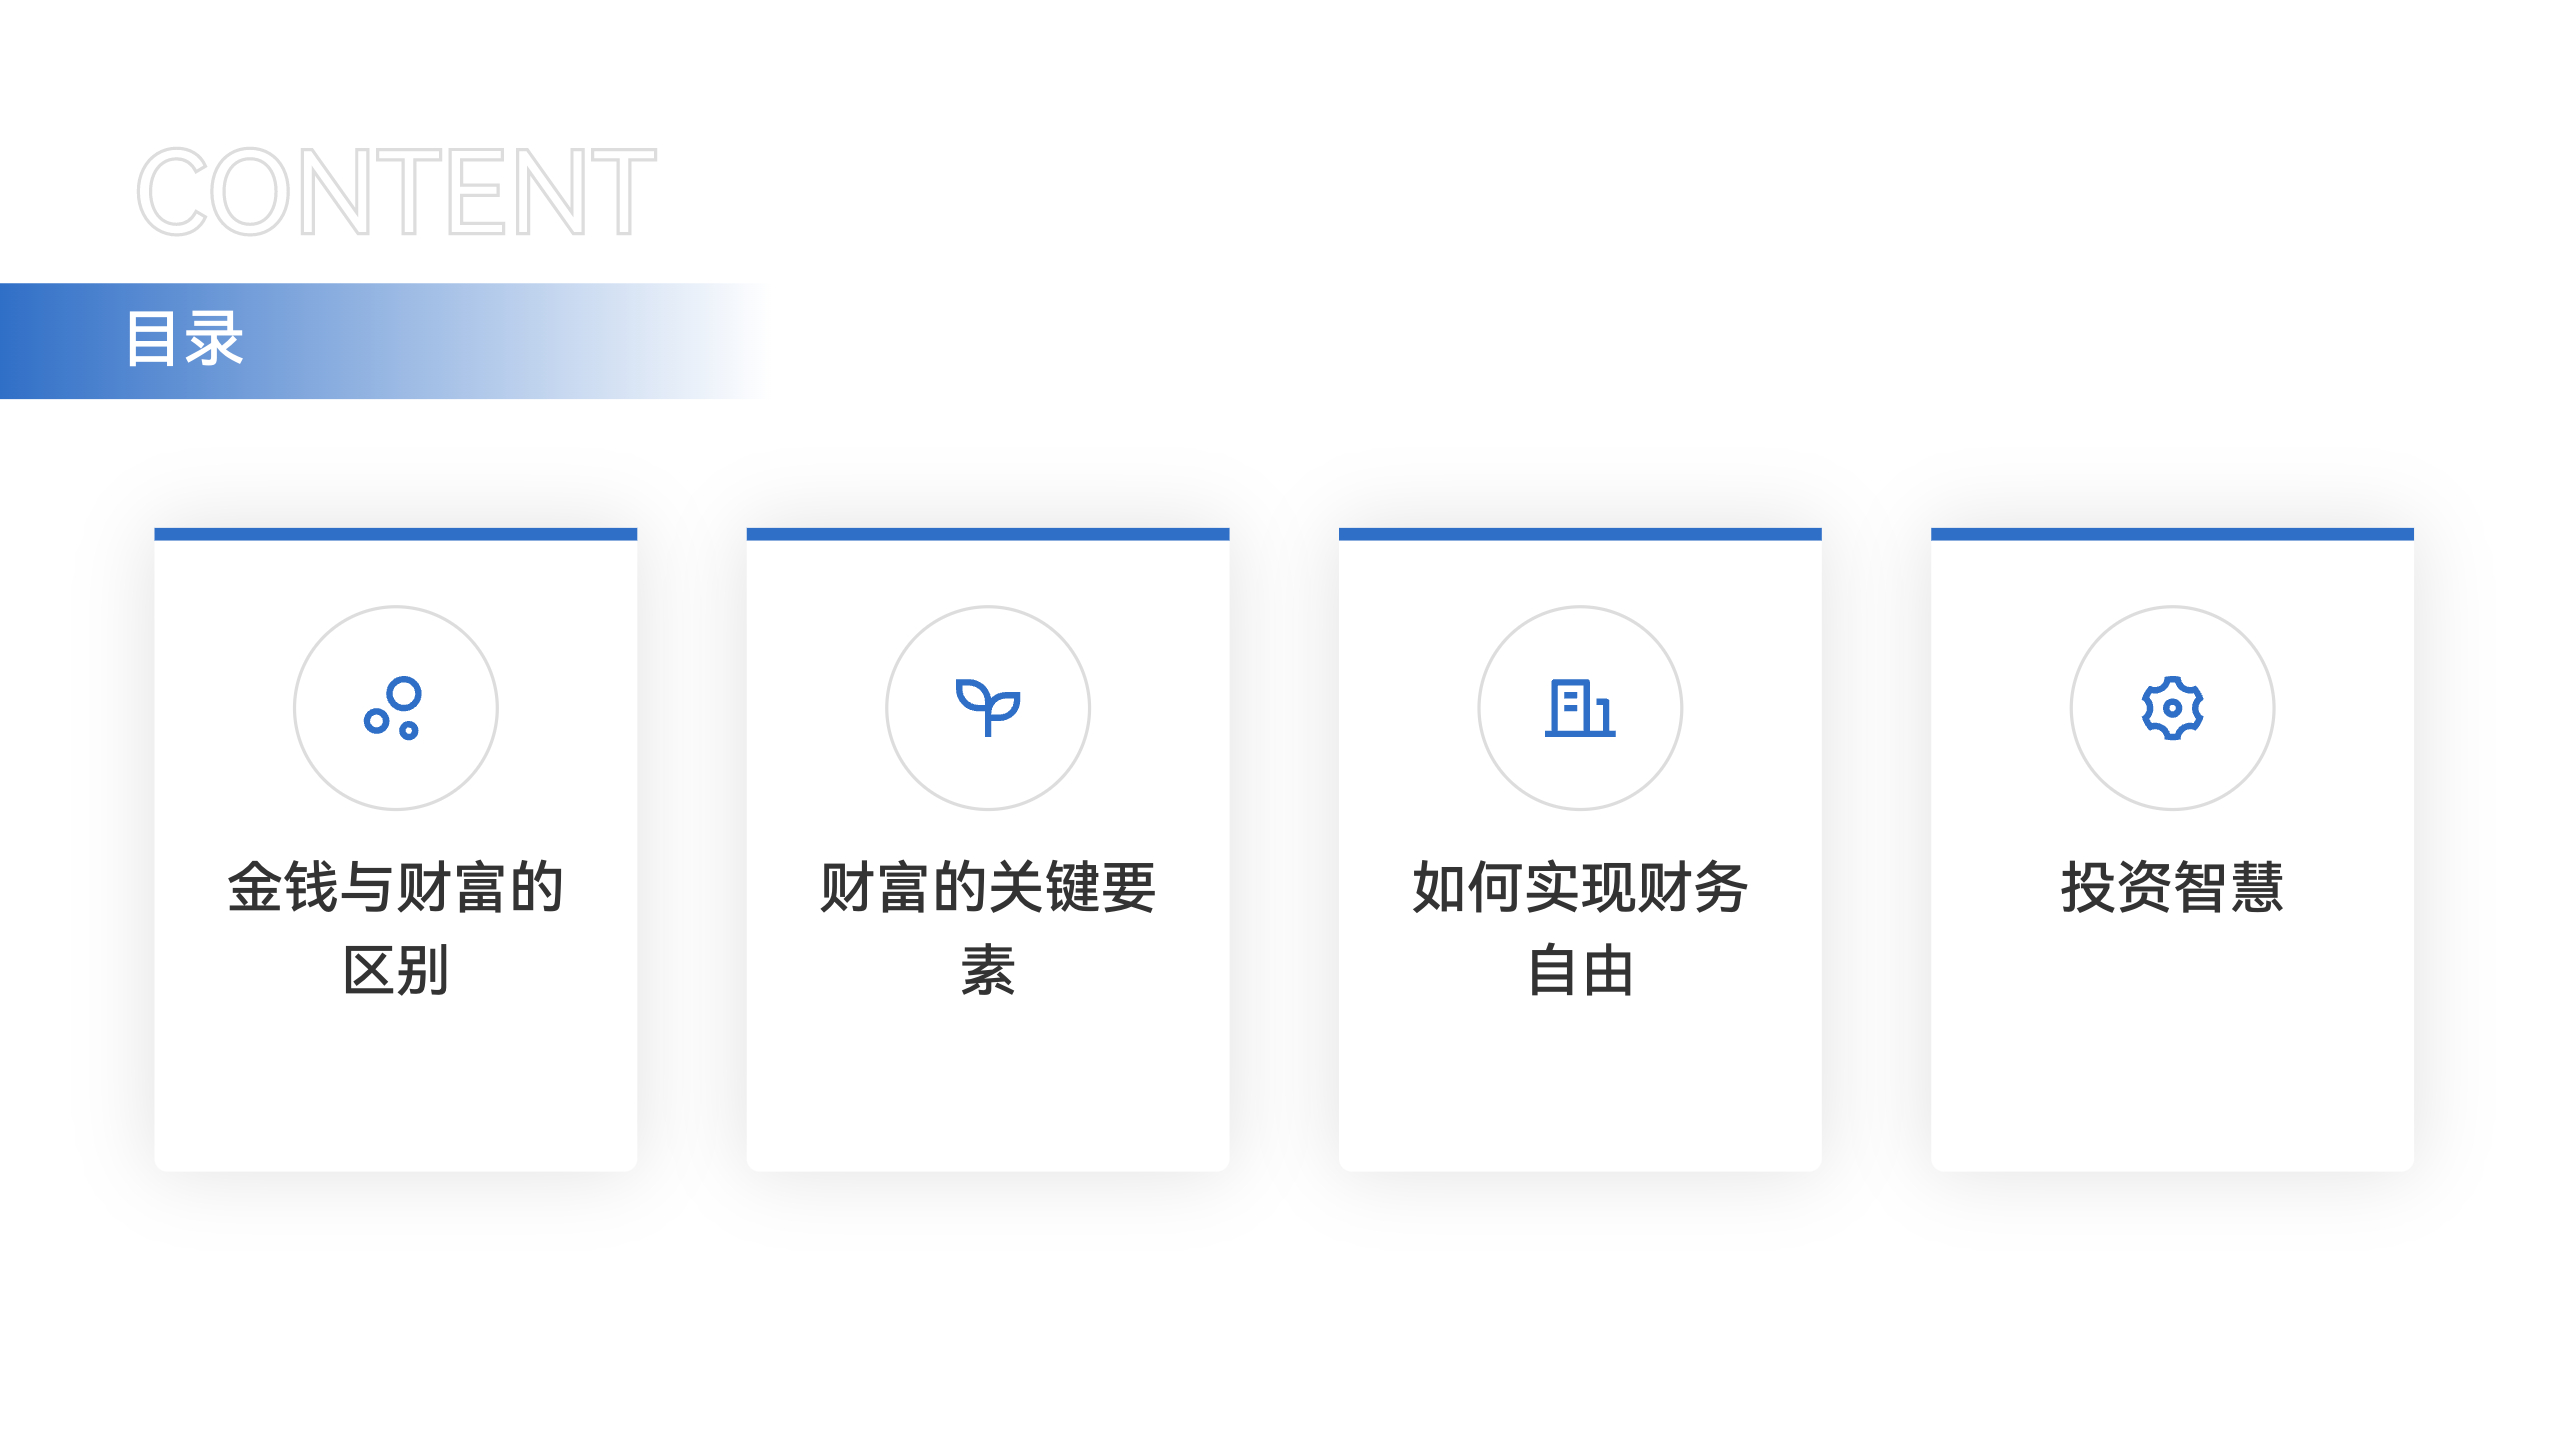 CONTENT
目录
金钱与财富的
区别
财富的关键要
素
如何实现财务
自由
投资智慧